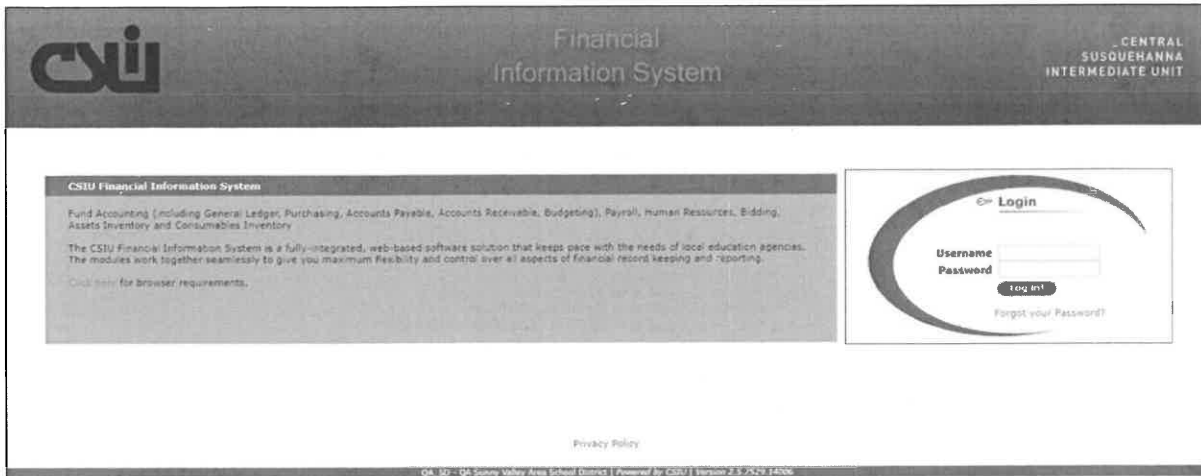 CSIU
Financial
Information System
CENTRAL
SUSQUEHANNA
INTERMEDIATE UNIT
CSIU Financial Information System
Fund Accounting (including General Ledger, Purchasing, Accounts Payable, Accounts Receivable, Budgeting), Payroll, Human Resources, Bidding,
Assets Inventory and Consumables Inventory
The CSIU Financial Information System is a fully-integrated, web-based software solution that keeps pace with the needs of local education agencies.
The modules work together seamlessly to give you maximum flexibility and control over all aspects of financial record keeping and reporting.
Click here for browser requirements.
Login
Username
Password
Log in!
Forgot your Password?
Privacy Policy
QA_SD - QA Sunny Valley Area School District | Powered by CSIU | Version 2.5.7529.14006